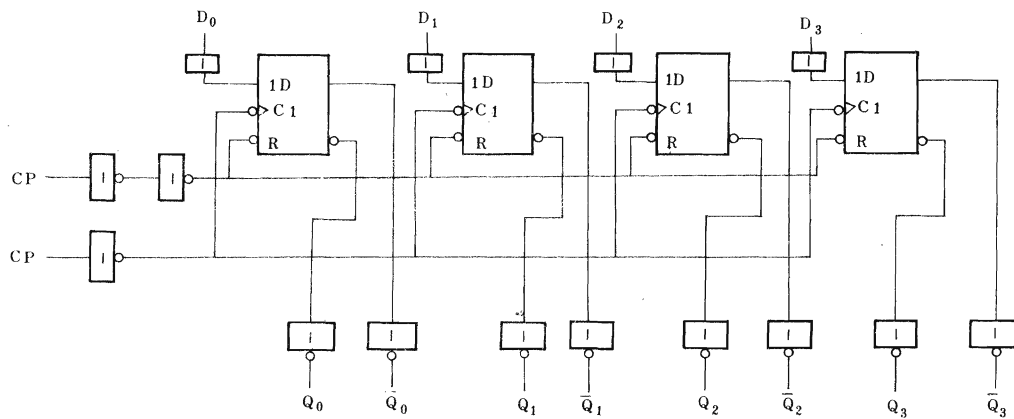 D₀ D₁ D₂ D₃
1 1 1 1
1D 1D 1D 1D
C1 C1 C1 C1
R R R R
CP 1 1
CP 1
1 1 1 1 1 1 1 1
Q₀ Q̄₀ Q₁ Q̄₁ Q₂ Q̄₂ Q₃ Q̄₃